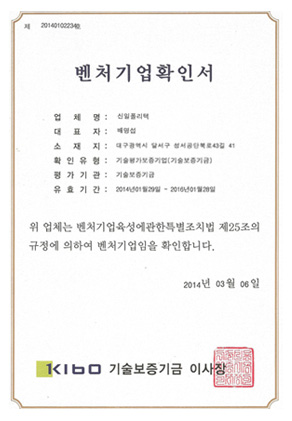 제 20140102234호
벤처기업확인서
업 체 명 : 신일폴리텍
대 표 자 : 배명섭
소 재 지 : 대구광역시 달서구 성서공단북로43길 41
확 인 유 형 : 기술평가보증기업(기술보증기금)
평 가 기 관 : 기술보증기금
유 효 기 간 : 2014년01월29일 - 2016년01월28일
위 업체는 벤처기업육성에관한특별조치법 제25조의
규정에 의하여 벤처기업임을 확인합니다.
2014년 03월 06일
KIBO 기술보증기금 이사장